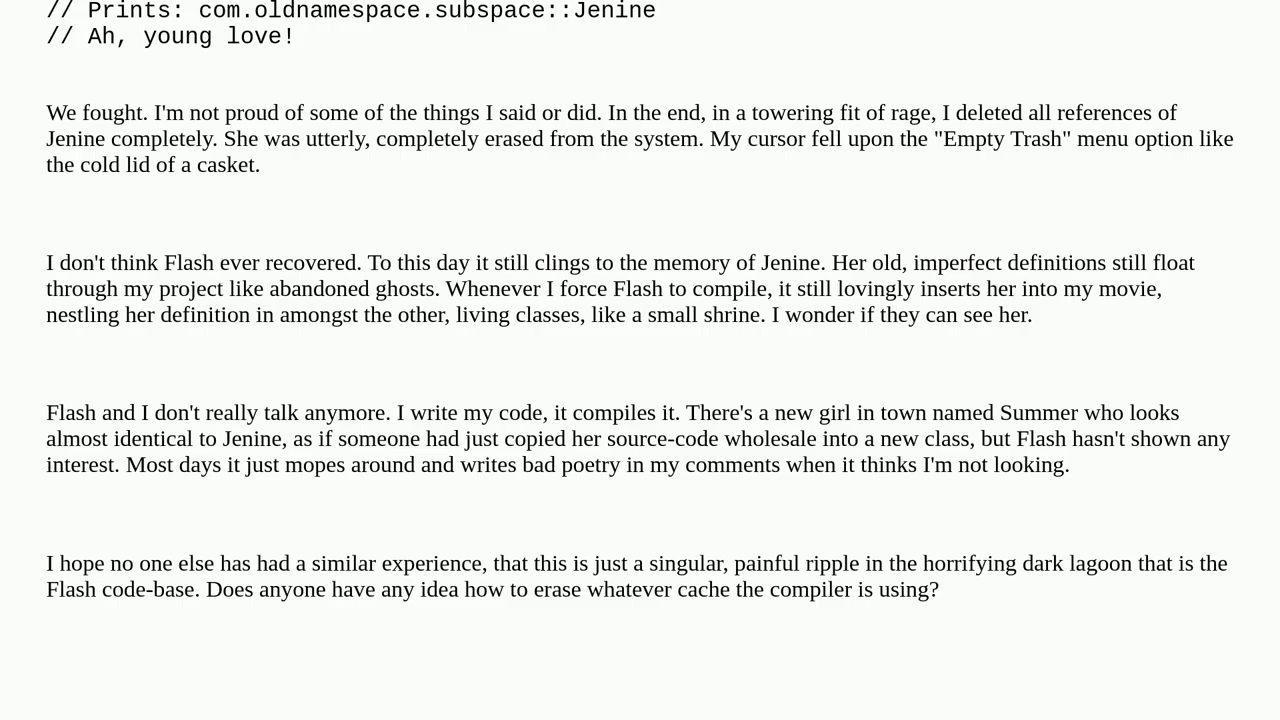 // Prints: com.oldnamespace.subspace::Jenine
// Ah, young love!
We fought. I'm not proud of some of the things I said or did. In the end, in a towering fit of rage, I deleted all references of
Jenine completely. She was utterly, completely erased from the system. My cursor fell upon the "Empty Trash" menu option like
the cold lid of a casket.
I don't think Flash ever recovered. To this day it still clings to the memory of Jenine. Her old, imperfect definitions still float
through my project like abandoned ghosts. Whenever I force Flash to compile, it still lovingly inserts her into my movie,
nestling her definition in amongst the other, living classes, like a small shrine. I wonder if they can see her.
Flash and I don't really talk anymore. I write my code, it compiles it. There's a new girl in town named Summer who looks
almost identical to Jenine, as if someone had just copied her source-code wholesale into a new class, but Flash hasn't shown any
interest. Most days it just mopes around and writes bad poetry in my comments when it thinks I'm not looking.
I hope no one else has had a similar experience, that this is just a singular, painful ripple in the horrifying dark lagoon that is the
Flash code-base. Does anyone have any idea how to erase whatever cache the compiler is using?